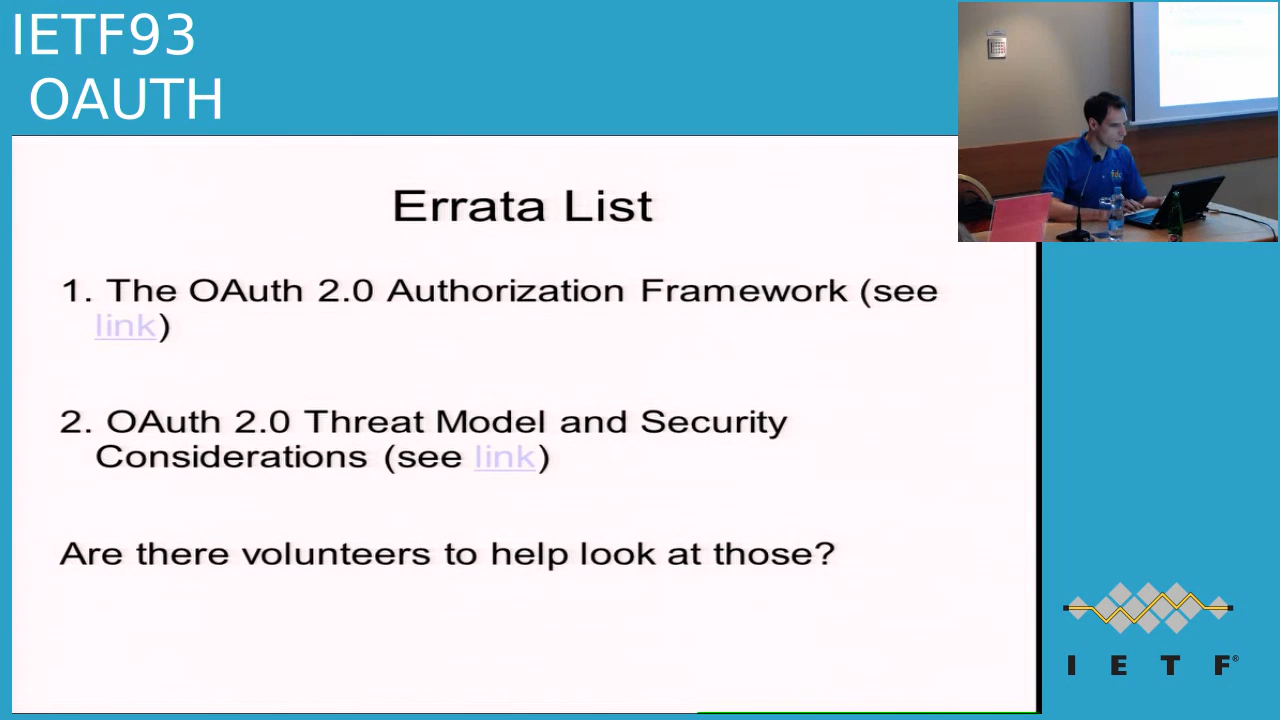 IETF93
OAUTH
Errata List
1. The OAuth 2.0 Authorization Framework (see
link)
2. OAuth 2.0 Threat Model and Security
Considerations (see link)
Are there volunteers to help look at those?
I E T F®